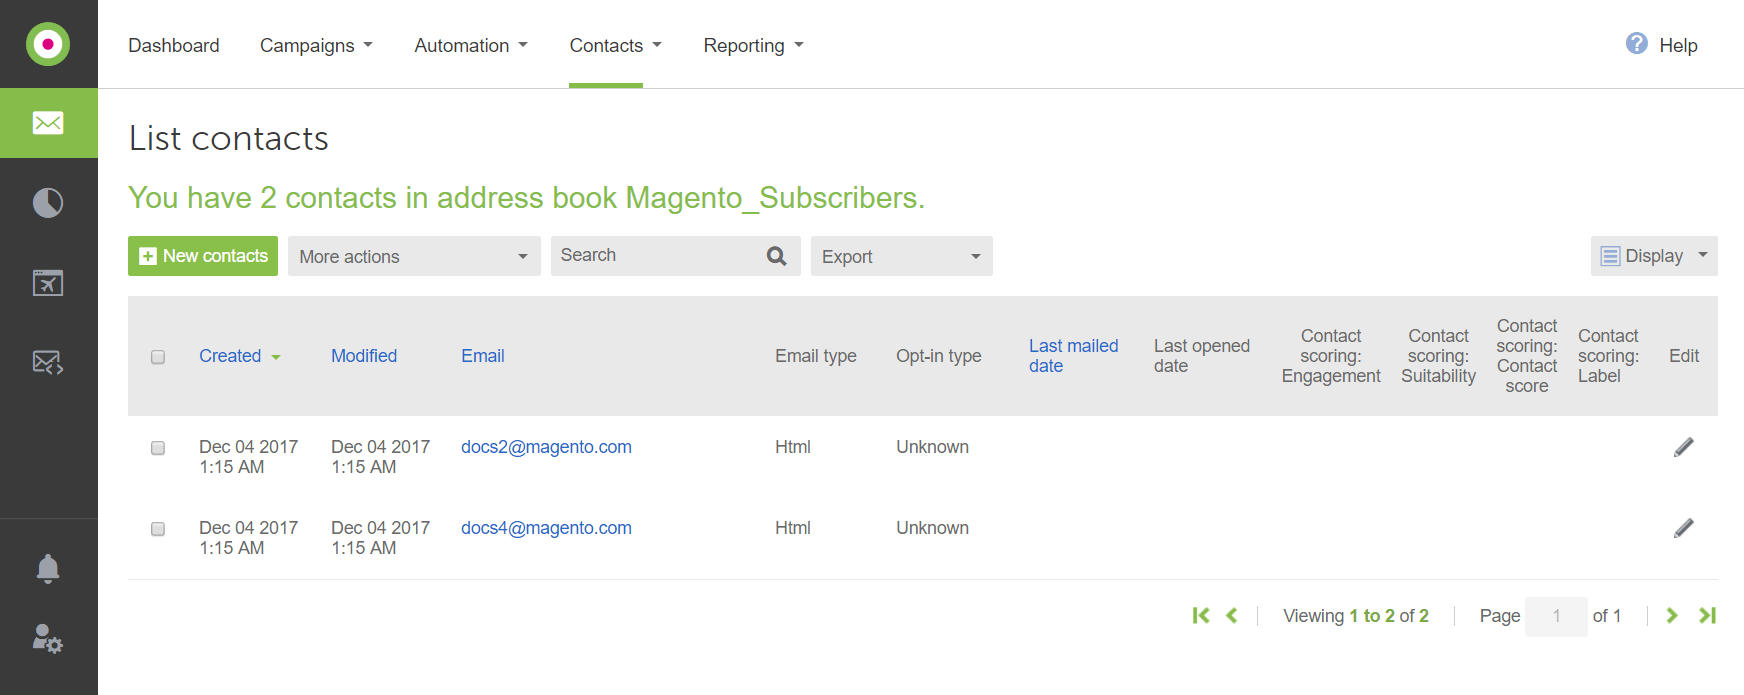 Dashboard Campaigns Automation Contacts Reporting Help
List contacts
You have 2 contacts in address book Magento_Subscribers.
New contacts More actions Search Export Display
Created Modified Email Email type Opt-in type Last mailed date Last opened date Contact scoring: Engagement Contact scoring: Suitability Contact scoring: Contact score Contact scoring: Label Edit
Dec 04 2017 Dec 04 2017 docs2@magento.com Html Unknown
1:15 AM 1:15 AM
Dec 04 2017 Dec 04 2017 docs4@magento.com Html Unknown
1:15 AM 1:15 AM
Viewing 1 to 2 of 2 Page 1 of 1